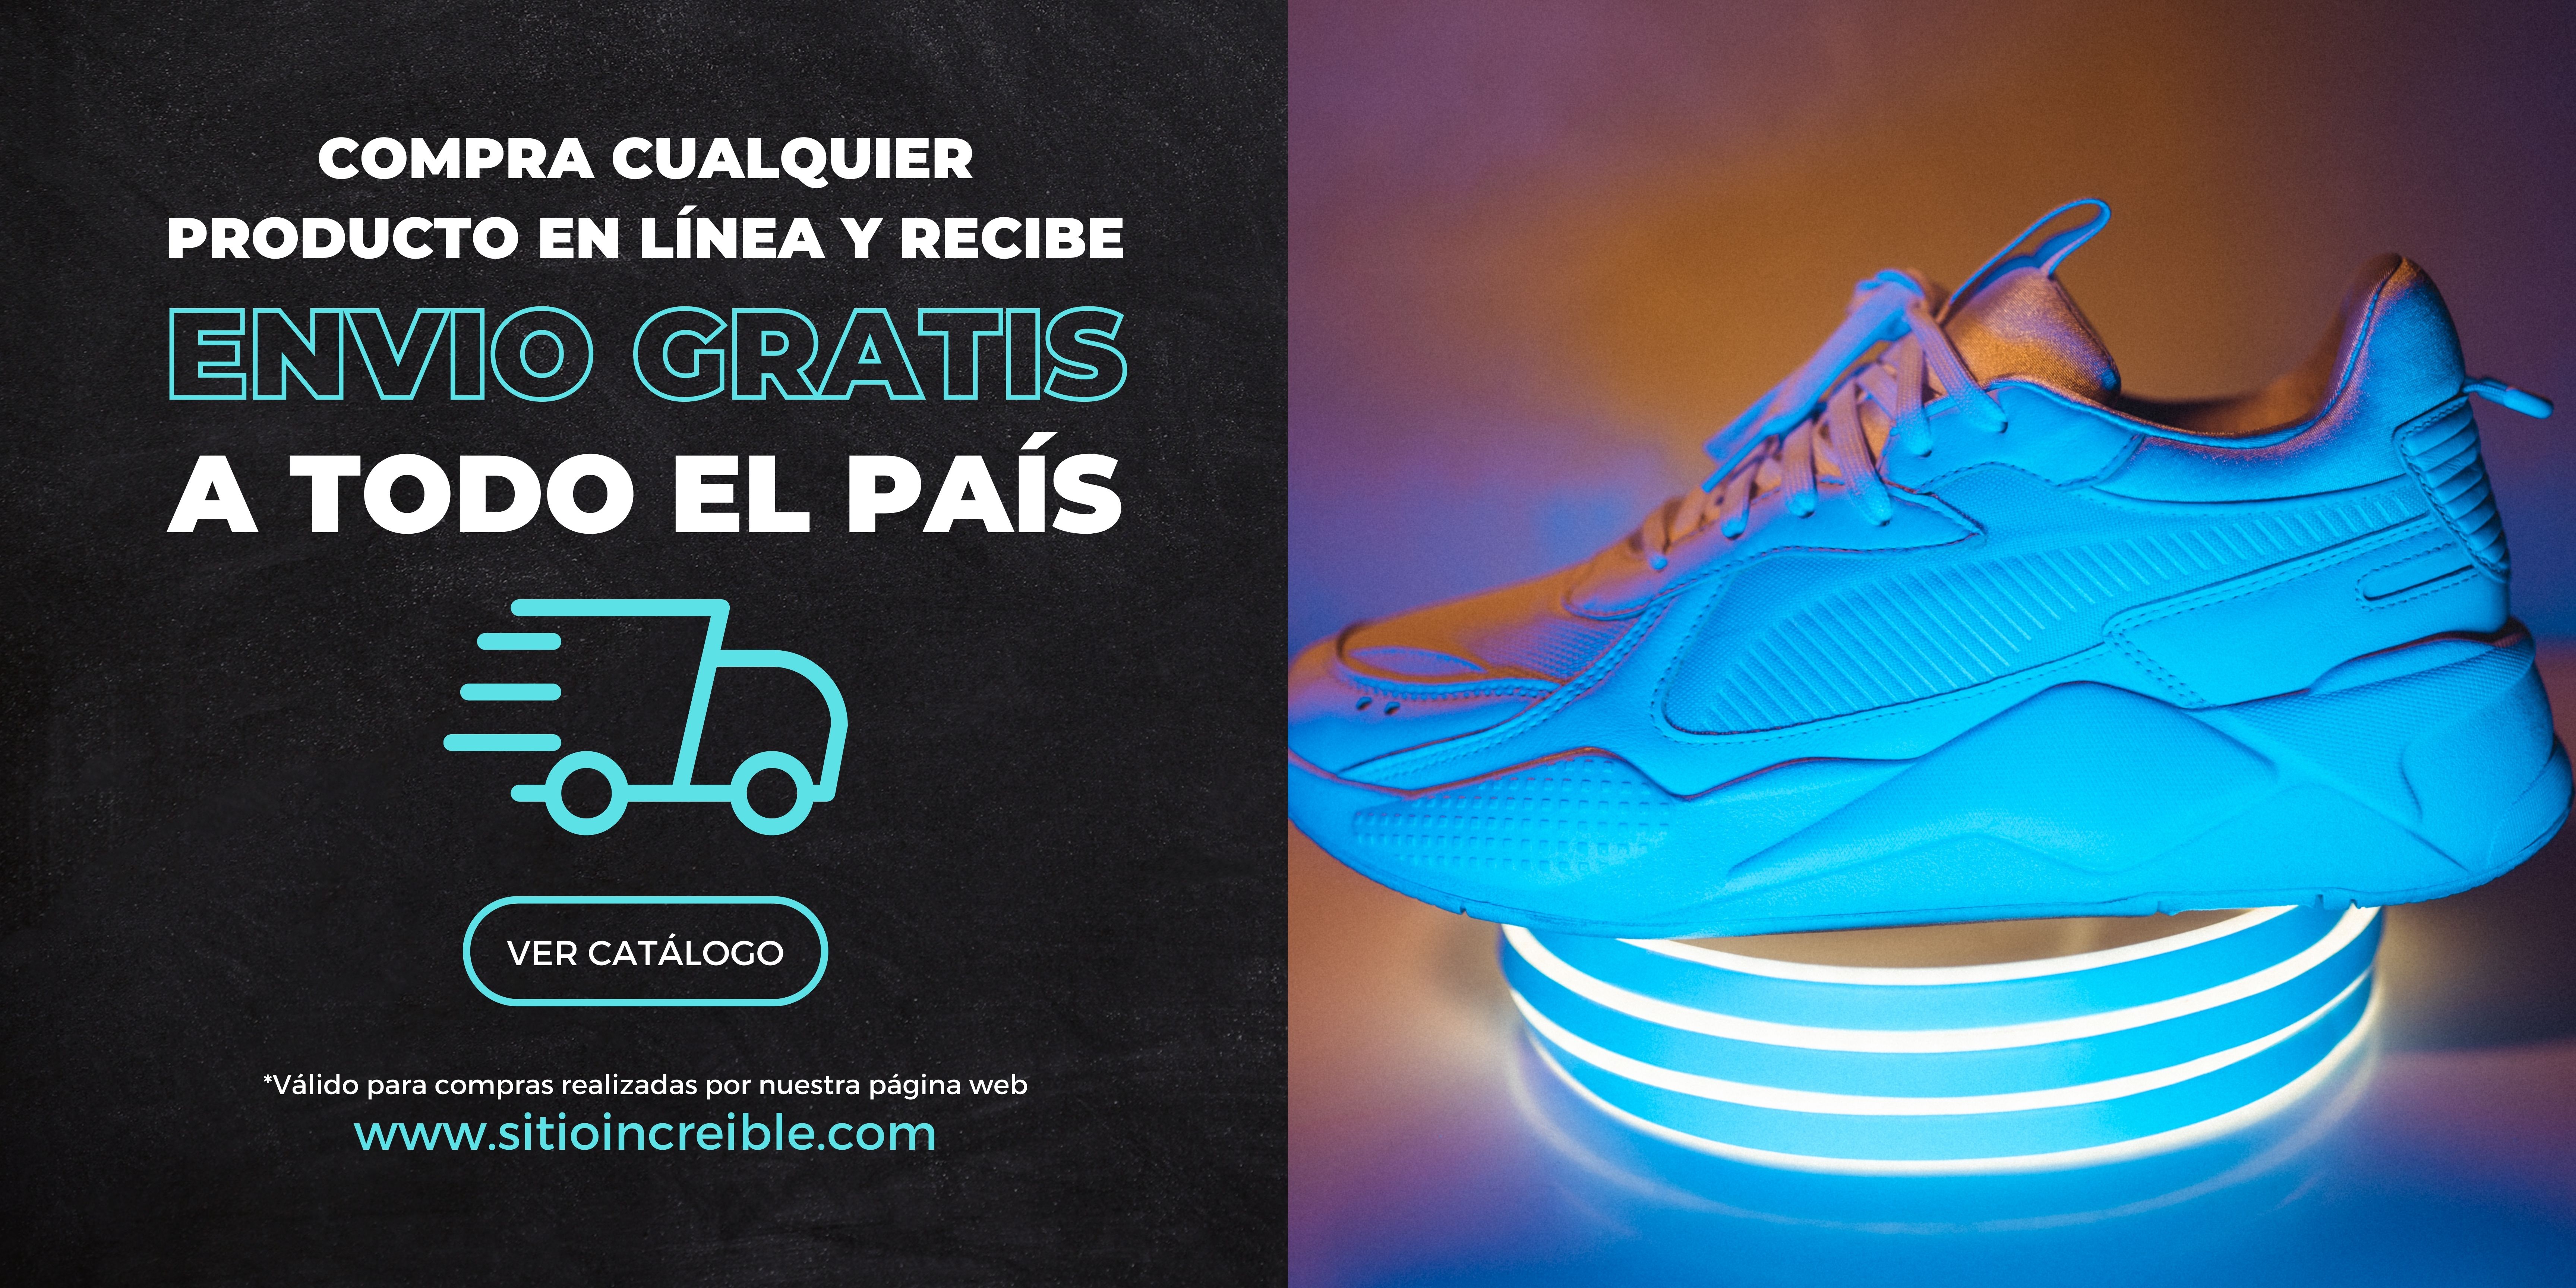 COMPRA CUALQUIER
PRODUCTO EN LÍNEA Y RECIBE
ENVIO GRATIS
A TODO EL PAÍS
VER CATÁLOGO
*Válido para compras realizadas por nuestra página web
www.sitioincreible.com